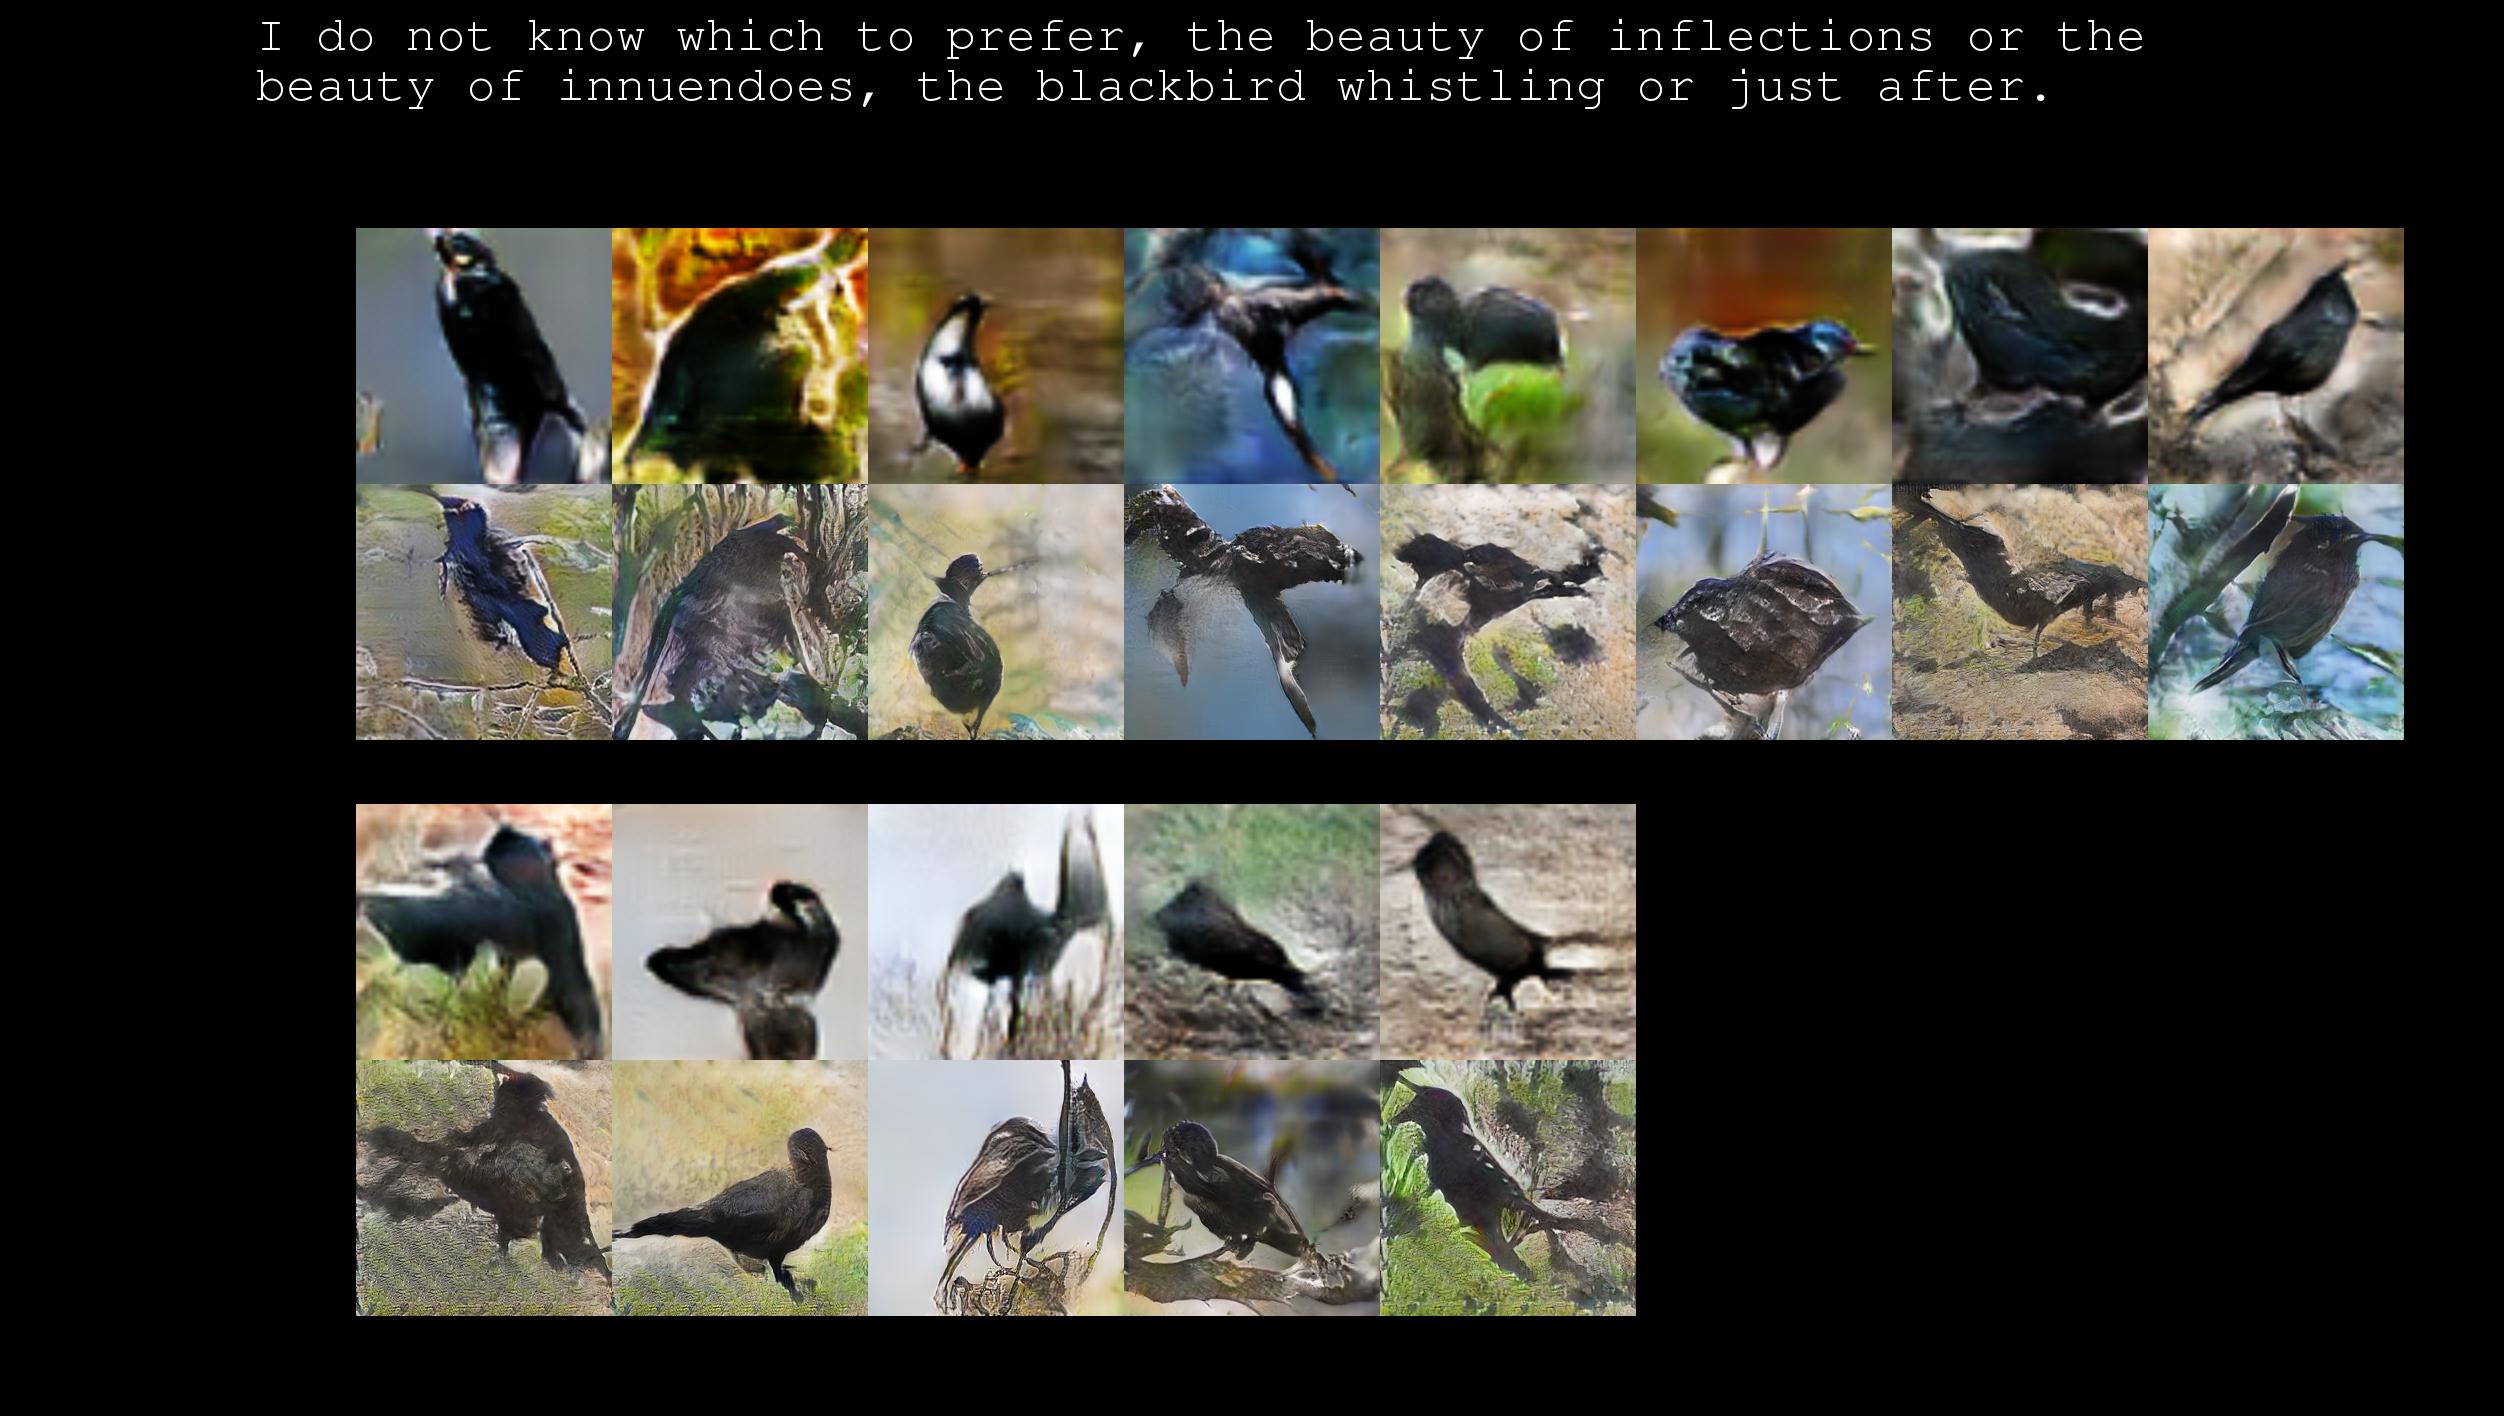 I do not know which to prefer, the beauty of inflections or the
beauty of innuendoes, the blackbird whistling or just after.